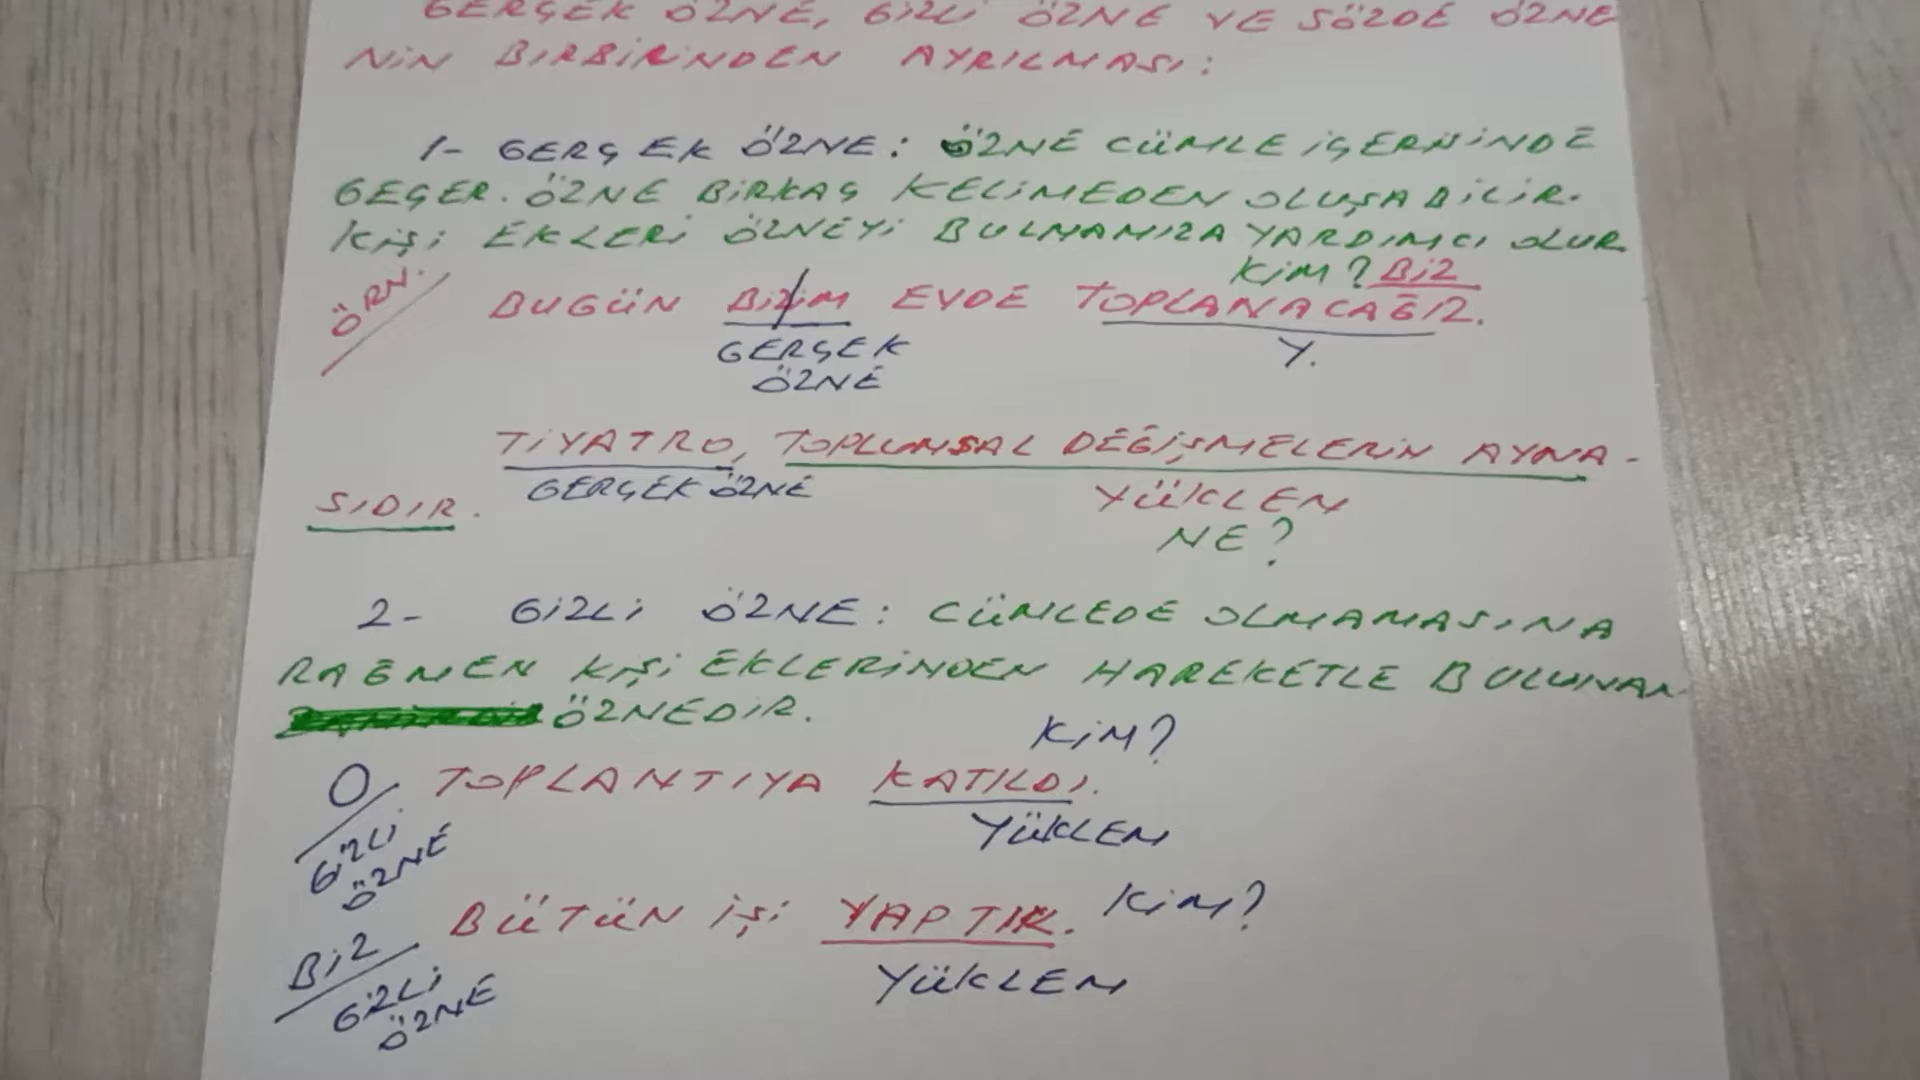 GERÇEK ÖZNE, GİZLİ ÖZNE VE SÖZDE ÖZNE
NİN BİRBİRİNDEN AYRILMASI:
1- GERÇEK ÖZNE: ÖZNE CÜMLE İÇERİSİNDE
GEÇER. ÖZNE BİRKAÇ KELİMEDEN OLUŞABİLİR.
KİŞİ EKLERİ ÖZNEYİ BULMAMIZA YARDIMCI OLUR
KİM? BİZ
ÖRN. BUGÜN BİZİM EVDE TOPLANACAĞIZ.
GERÇEK ÖZNE Y.
TİYATRO, TOPLUMSAL DEĞİŞMELERİN AYNA-
GERÇEK ÖZNE YÜKLEM
SIDIR.
NE?
2- GİZLİ ÖZNE: CÜMLEDE OLMAMASINA
RAĞMEN KİŞİ EKLERİNDEN HAREKETLE BULUNAN
ÖZNEDİR.
KİM?
O TOPLANTIYA KATILDI.
GİZLİ ÖZNE YÜKLEM
BİZ BÜTÜN İŞİ YAPTIK. KİM?
GİZLİ ÖZNE YÜKLEM